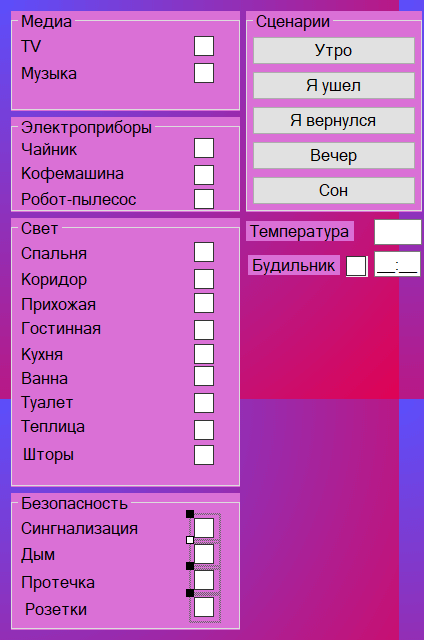 Медиа
TV
Музыка
Электроприборы
Чайник
Кофемашина
Робот-пылесос
Свет
Спальня
Коридор
Прихожая
Гостинная
Кухня
Ванна
Туалет
Теплица
Шторы
Безопасность
Сингнализация
Дым
Протечка
Розетки
Сценарии
Утро
Я ушел
Я вернулся
Вечер
Сон
Температура
Будильник __:__